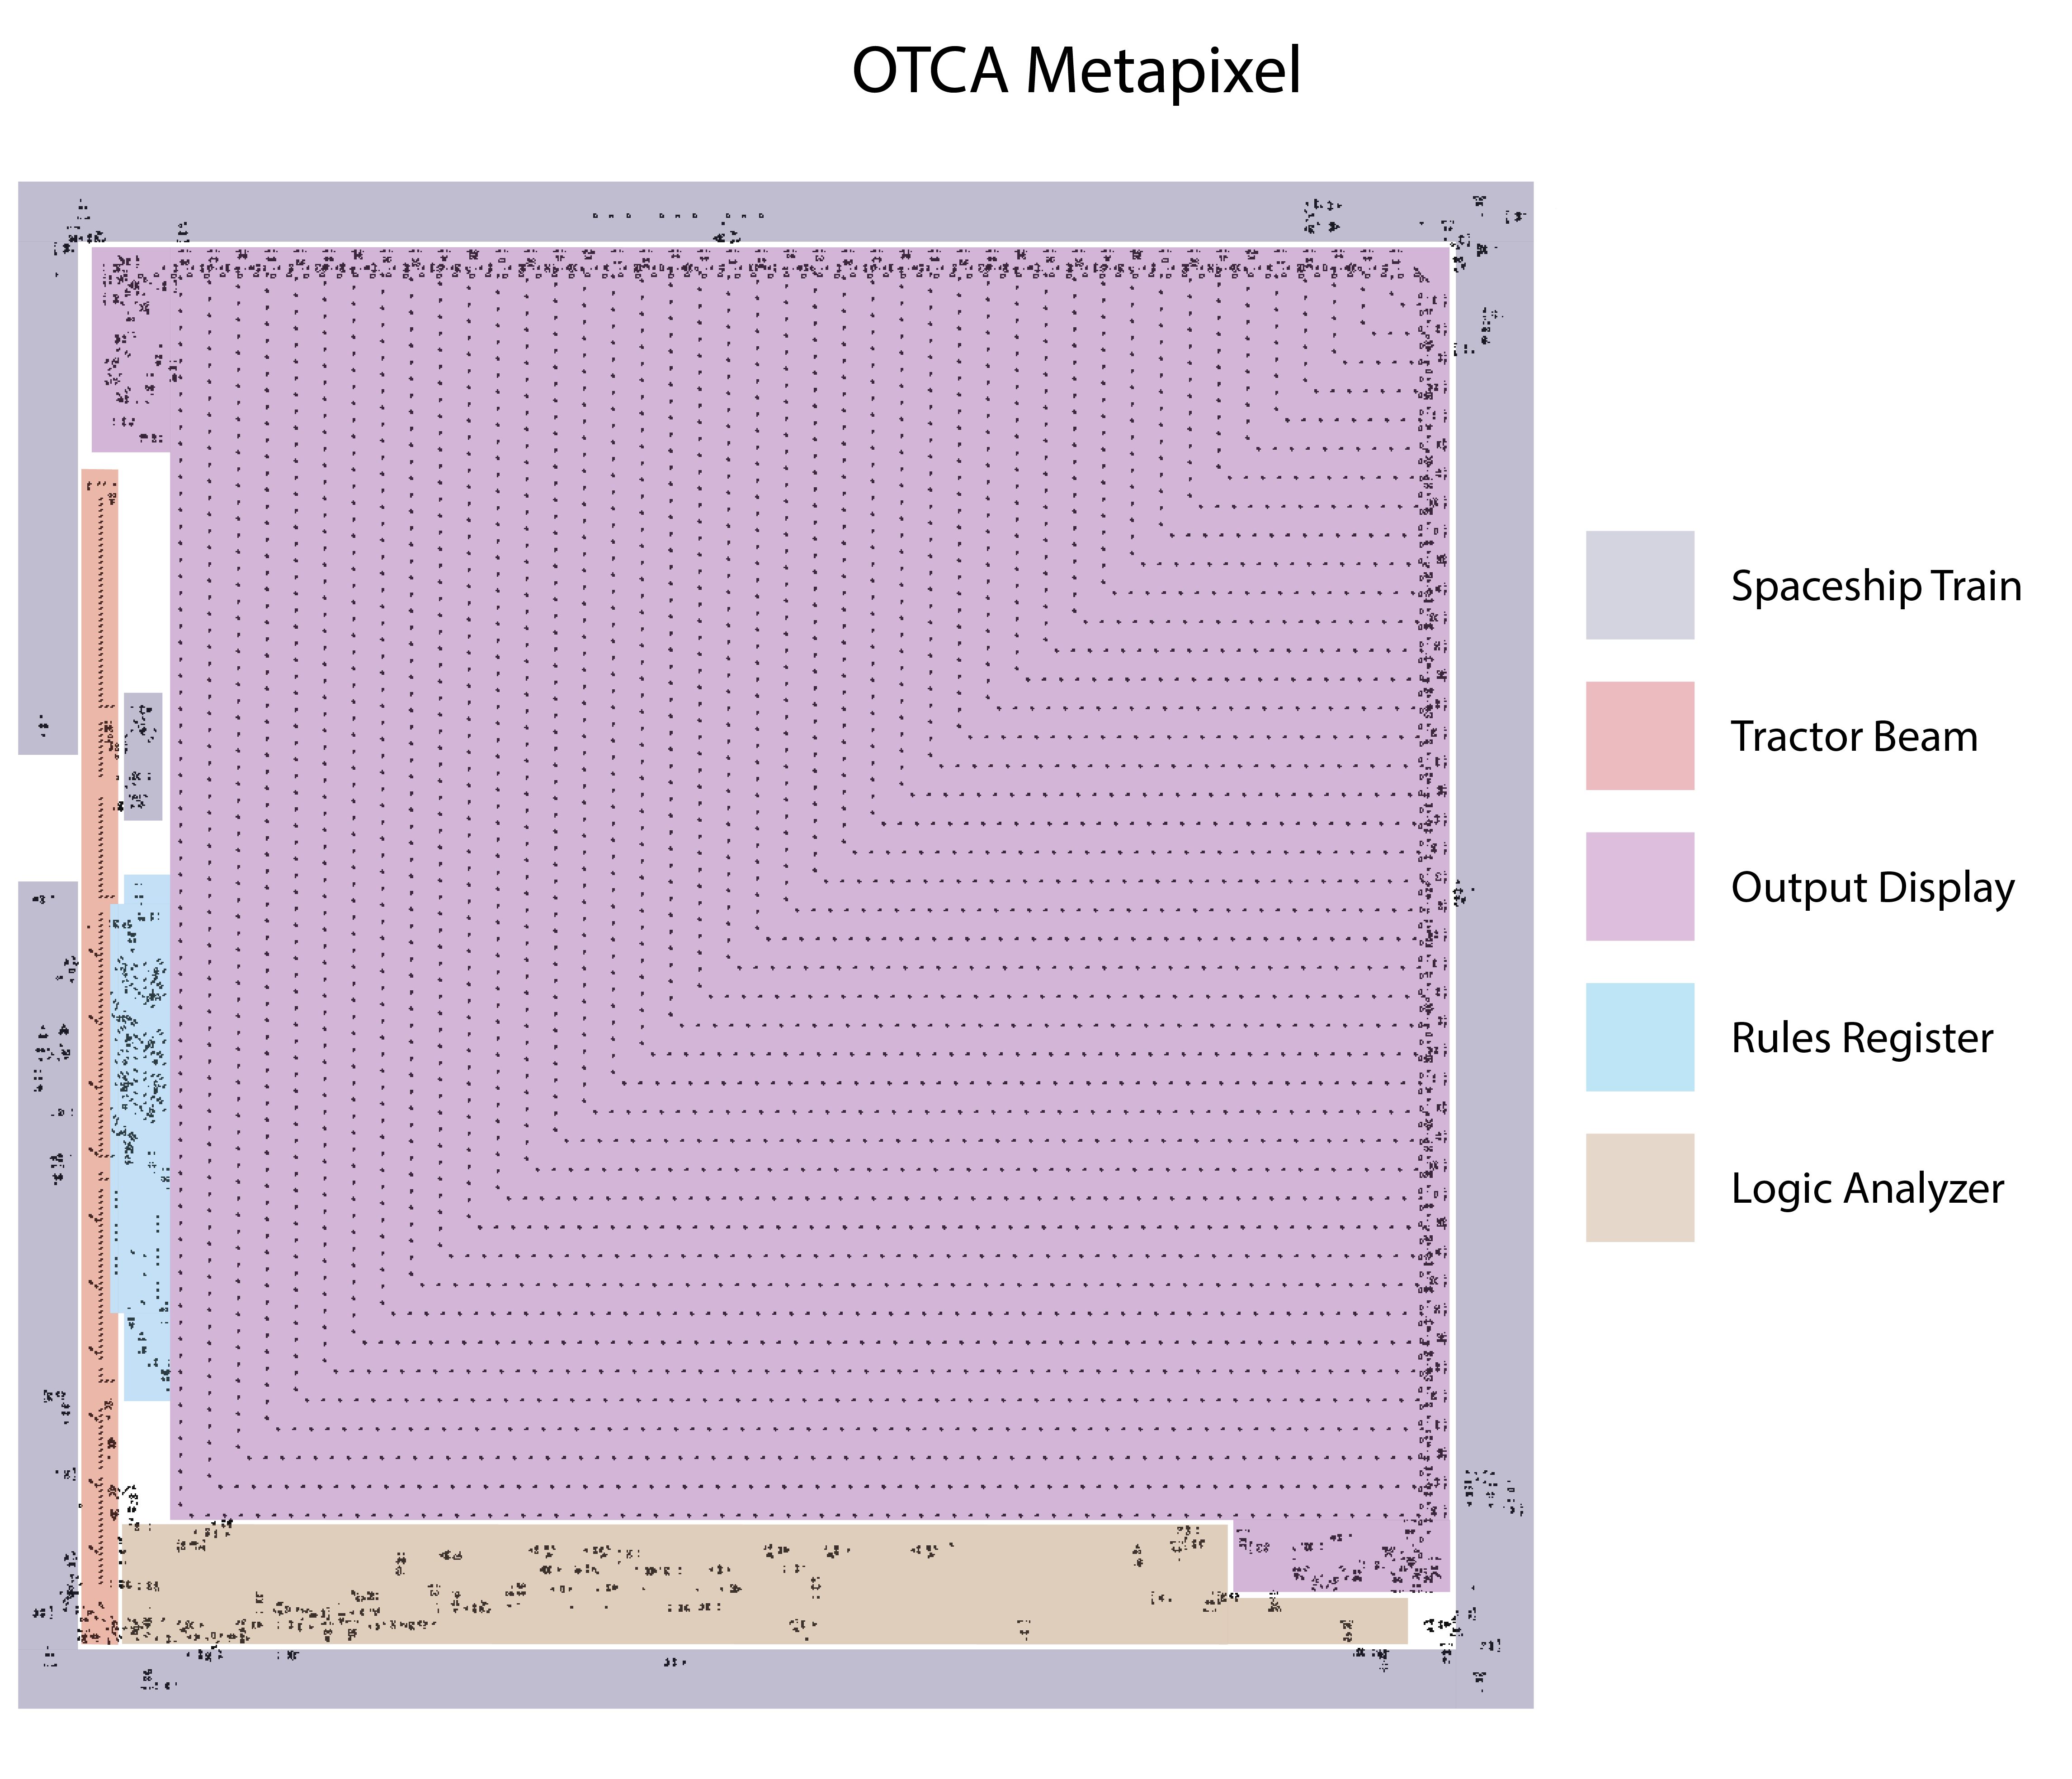 OTCA Metapixel
Spaceship Train
Tractor Beam
Output Display
Rules Register
Logic Analyzer